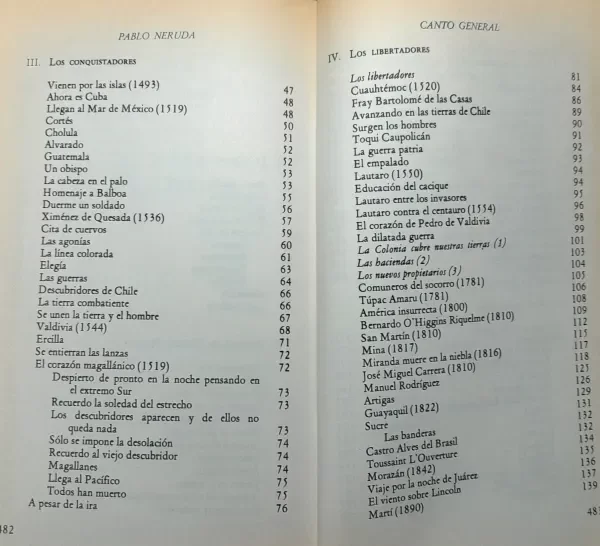 PABLO NERUDA
III. LOS CONQUISTADORES
Vienen por las islas (1493) 47
Ahora es Cuba 48
Llegan al Mar de México (1519) 48
Cortés 50
Cholula 51
Alvarado 52
Guatemala 52
Un obispo 53
La cabeza en el palo 53
Homenaje a Balboa 55
Duerme un soldado 56
Ximénez de Quesada (1536) 57
Cita de cuervos 59
Las agonías 60
La línea colorada 61
Elegía 63
Las guerras 64
Descubridores de Chile 66
La tierra combatiente 66
Se unen la tierra y el hombre 67
Valdivia (1544) 68
Ercilla 71
Se entierran las lanzas 72
El corazón magallánico (1519) 72
Despierto de pronto en la noche pensando en
el extremo Sur 73
Recuerdo la soledad del estrecho 73
Los descubridores aparecen y de ellos no
queda nada 73
Sólo se impone la desolación 74
Recuerdo al viejo descubridor 74
Magallanes 74
Llega al Pacífico 75
Todos han muerto 75
A pesar de la ira 76
482
CANTO GENERAL
IV. LOS LIBERTADORES
Los libertadores 81
Cuauhtémoc (1520) 84
Fray Bartolomé de las Casas 86
Avanzando en las tierras de Chile 89
Surgen los hombres 90
Toqui Caupolicán 91
La guerra patria 92
El empalado 93
Lautaro (1550) 94
Educación del cacique 94
Lautaro entre los invasores 95
Lautaro contra el centauro (1554) 96
El corazón de Pedro de Valdivia 98
La dilatada guerra 99
La Colonia cubre nuestras tierras (1) 101
Las haciendas (2) 103
Los nuevos propietarios (3) 104
Comuneros del socorro (1781) 105
Túpac Amaru (1781) 106
América insurrecta (1800) 108
Bernardo O'Higgins Riquelme (1810) 109
San Martín (1810) 112
Mina (1817) 115
Miranda muere en la niebla (1816) 117
José Miguel Carrera (1810) 118
Manuel Rodríguez 125
Artigas 126
Guayaquil (1822) 129
Sucre 131
Las banderas 132
Castro Alves del Brasil 132
Toussaint L'Ouverture 134
Morazán (1842) 135
Viaje por la noche de Juárez 136
El viento sobre Lincoln 137
Martí (1890) 139